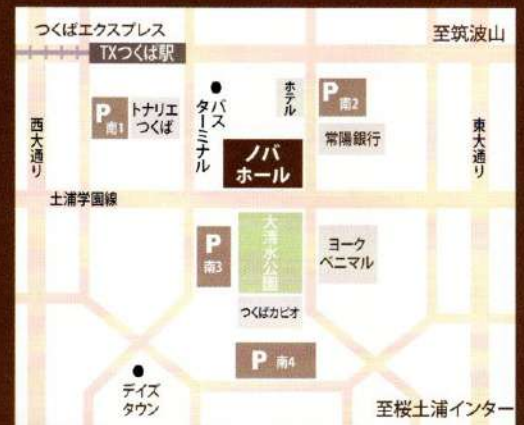 つくばエクスプレス
TXつくば駅
至筑波山
西大通り
P
南1
トナリエ
つくば
バス
ターミナル
ホテル
P
南2
常陽銀行
東大通り
ノバ
ホール
土浦学園線
P
南3
大清水公園
ヨーク
ベニマル
つくばカピオ
P 南4
デイズ
タウン
至桜土浦インター